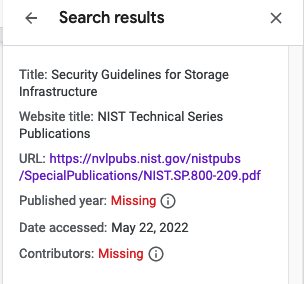 Search results
Title: Security Guidelines for Storage
Infrastructure
Website title: NIST Technical Series
Publications
URL: https://nvlpubs.nist.gov/nistpubs
/SpecialPublications/NIST.SP.800-209.pdf
Published year: Missing
Date accessed: May 22, 2022
Contributors: Missing